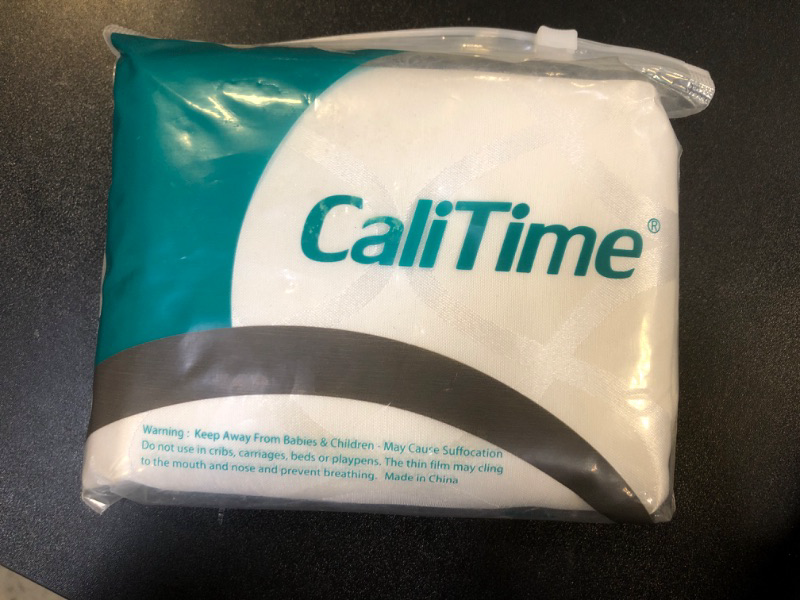 CaliTime®
Warning : Keep Away From Babies & Children - May Cause Suffocation
Do not use in cribs, carriages, beds or playpens. The thin film may cling
to the mouth and nose and prevent breathing. Made in China